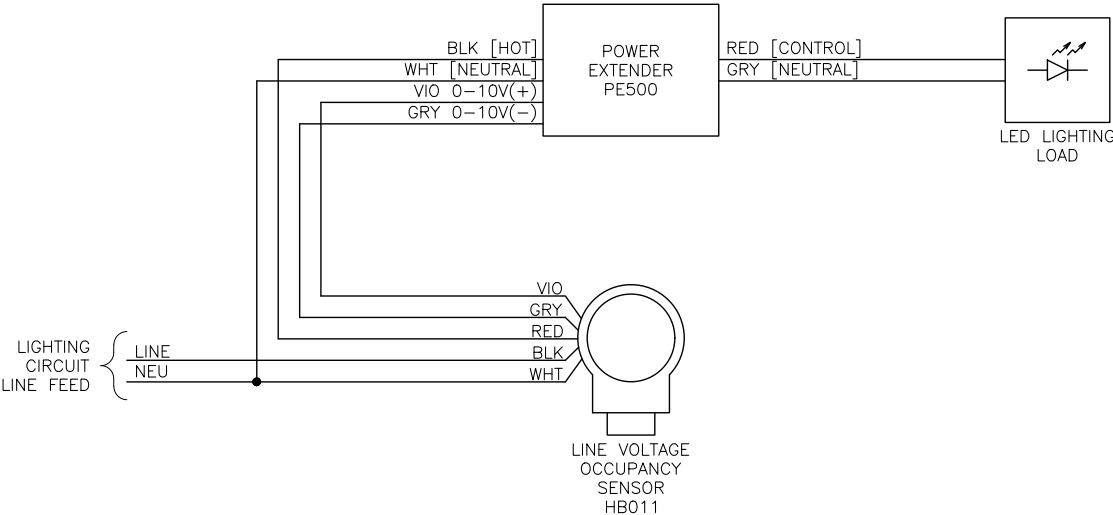 BLK [HOT]
WHT [NEUTRAL]
VIO 0-10V(+)
GRY 0-10V(-)
POWER
EXTENDER
PE500
RED [CONTROL]
GRY [NEUTRAL]
LED LIGHTING
LOAD
VIO
GRY
RED
BLK
WHT
LIGHTING
CIRCUIT
LINE FEED
LINE
NEU
LINE VOLTAGE
OCCUPANCY
SENSOR
HB011